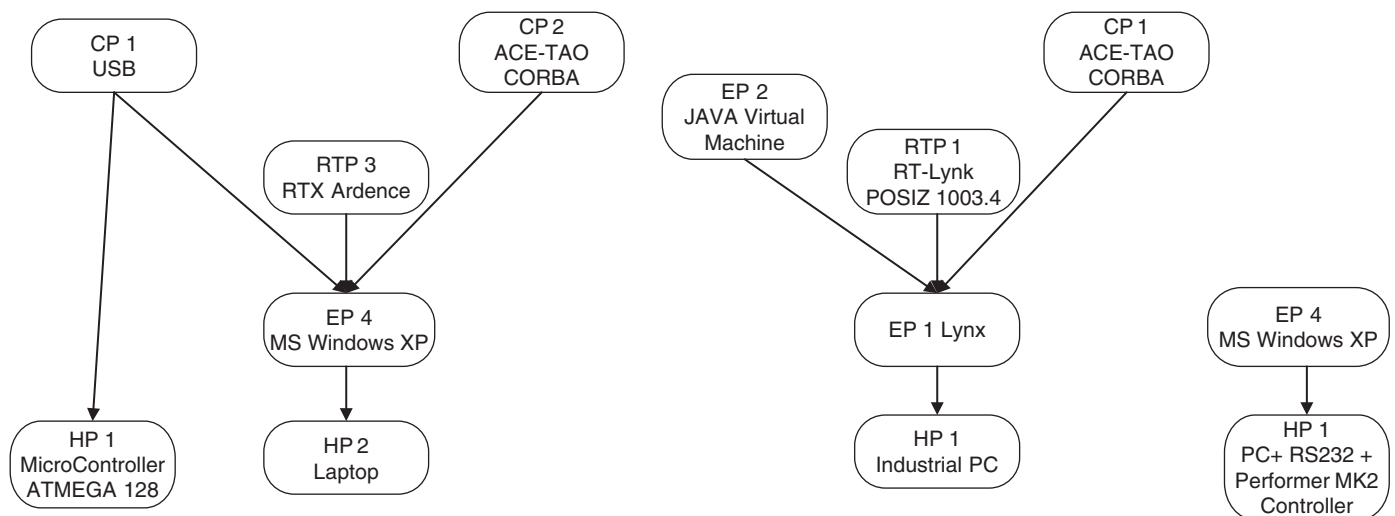 CP 1
USB
CP 2
ACE-TAO
CORBA
RTP 3
RTX Ardence
EP 4
MS Windows XP
HP 1
MicroController
ATMEGA 128
HP 2
Laptop
EP 2
JAVA Virtual
Machine
RTP 1
RT-Lynk
POSIZ 1003.4
CP 1
ACE-TAO
CORBA
EP 1 Lynx
HP 1
Industrial PC
EP 4
MS Windows XP
HP 1
PC+ RS232 +
Performer MK2
Controller